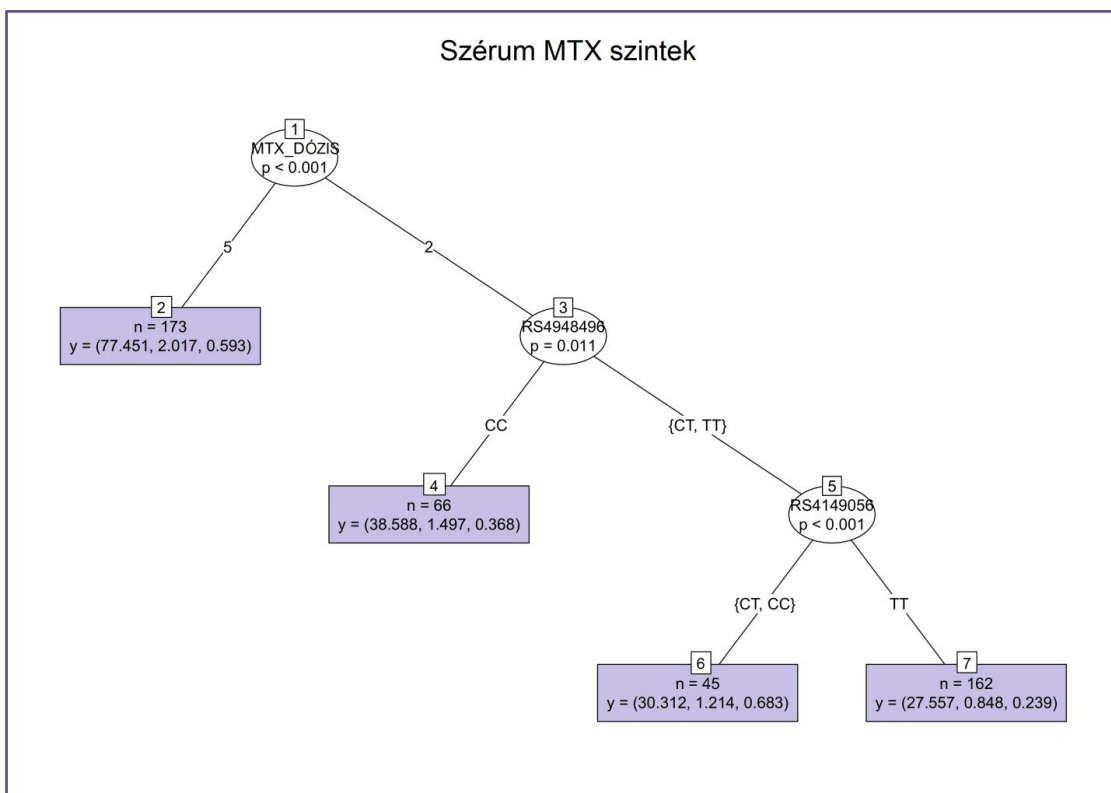 Szérum MTX szintek
1
MTX_DÓZIS
p < 0.001
5
2
2
n = 173
y = (77.451, 2.017, 0.593)
3
RS4948496
p = 0.011
CC
{CT, TT}
4
n = 66
y = (38.588, 1.497, 0.368)
5
RS4149056
p < 0.001
{CT, CC}
TT
6
n = 45
y = (30.312, 1.214, 0.683)
7
n = 162
y = (27.557, 0.848, 0.239)